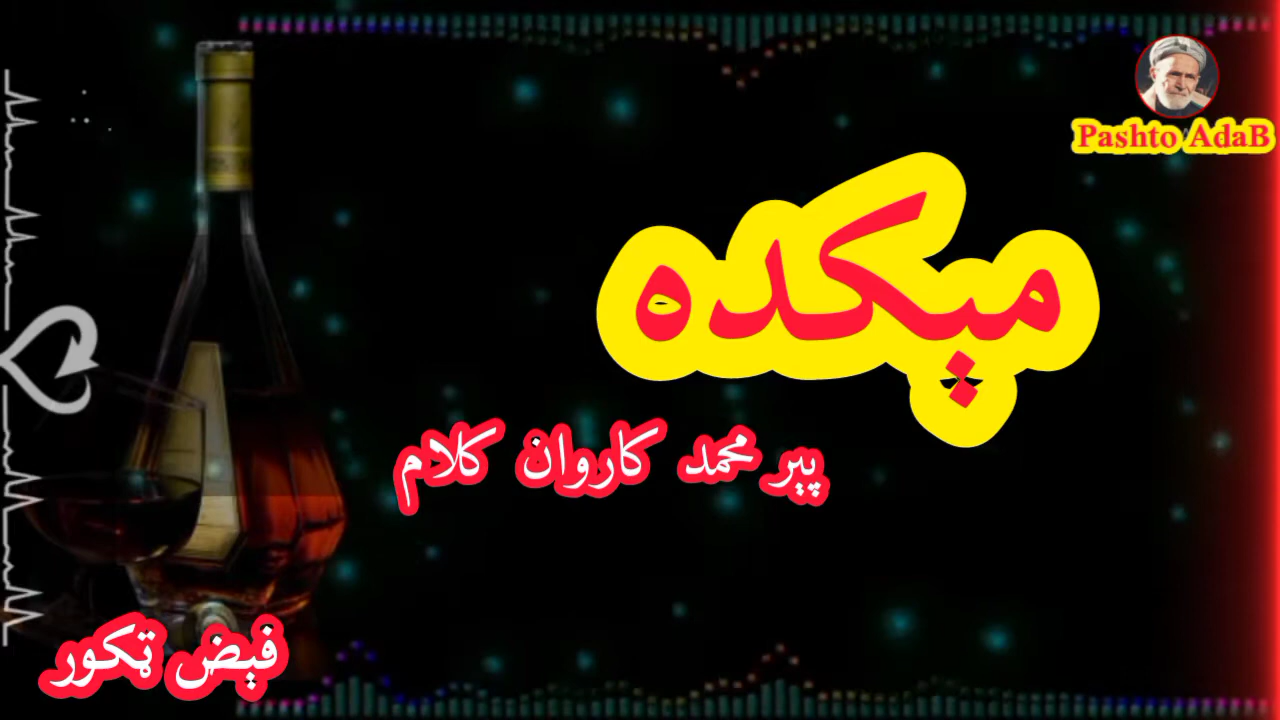 Pashto AdaB
میکده
پیر محمد کاروان کلام
فیض ټکور